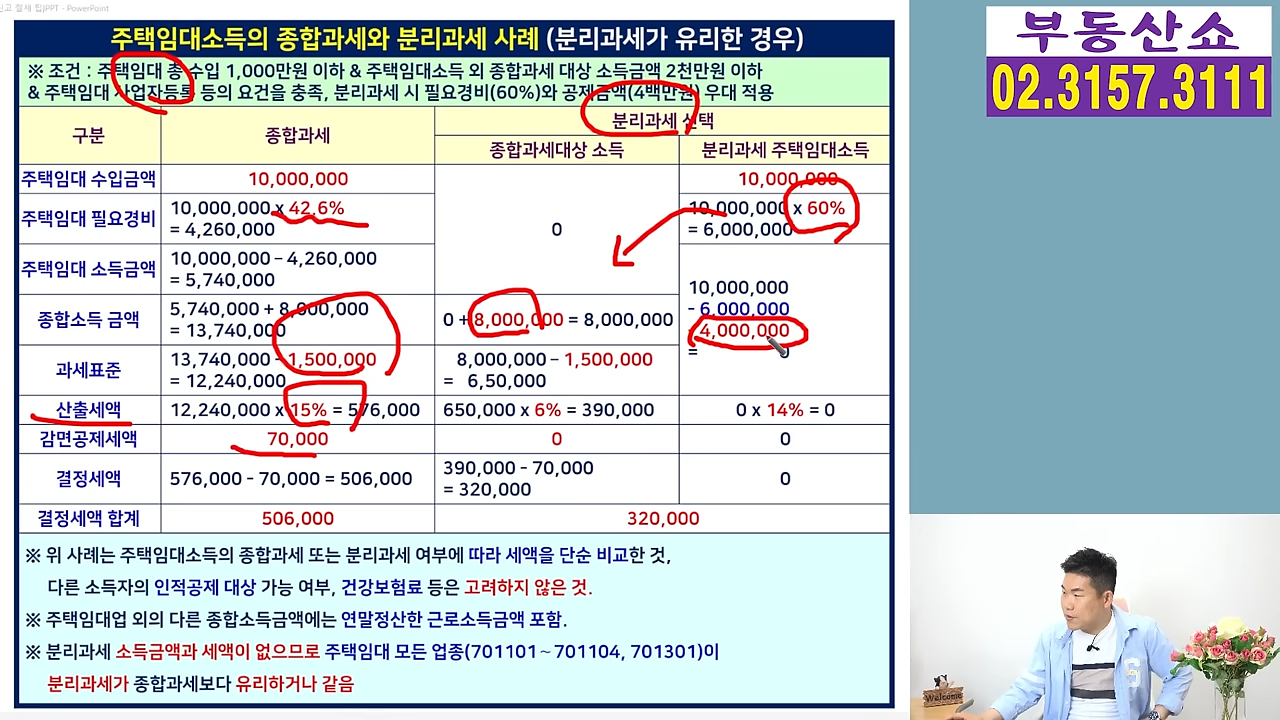 신고 절세 팁JPPT - PowerPoint
부동산쇼
02.3157.3111
주택임대소득의 종합과세와 분리과세 사례 (분리과세가 유리한 경우)
※ 조건 : 주택임대 총 수입 1,000만원 이하 & 주택임대소득 외 종합과세 대상 소득금액 2천만원 이하
& 주택임대 사업자등록 등의 요건을 충족, 분리과세 시 필요경비(60%)와 공제금액(4백만원) 우대 적용
구분 종합과세 분리과세 선택
종합과세대상 소득 분리과세 주택임대소득
주택임대 수입금액 10,000,000 10,000,000
주택임대 필요경비 10,000,000 x 42.6% = 4,260,000 0 10,000,000 x 60% = 6,000,000
주택임대 소득금액 10,000,000 – 4,260,000 = 5,740,000
10,000,000
- 6,000,000
- 4,000,000
= 0
종합소득 금액 5,740,000 + 8,000,000 = 13,740,000 0 + 8,000,000 = 8,000,000
과세표준 13,740,000 - 1,500,000 = 12,240,000 8,000,000 – 1,500,000 = 6,50,000
산출세액 12,240,000 x 15% = 576,000 650,000 x 6% = 390,000 0 x 14% = 0
감면공제세액 70,000 0 0
결정세액 576,000 - 70,000 = 506,000 390,000 - 70,000 = 320,000 0
결정세액 합계 506,000 320,000
※ 위 사례는 주택임대소득의 종합과세 또는 분리과세 여부에 따라 세액을 단순 비교한 것,
다른 소득자의 인적공제 대상 가능 여부, 건강보험료 등은 고려하지 않은 것.
※ 주택임대업 외의 다른 종합소득금액에는 연말정산한 근로소득금액 포함.
※ 분리과세 소득금액과 세액이 없으므로 주택임대 모든 업종(701101~701104, 701301)이
분리과세가 종합과세보다 유리하거나 같음
Welcome